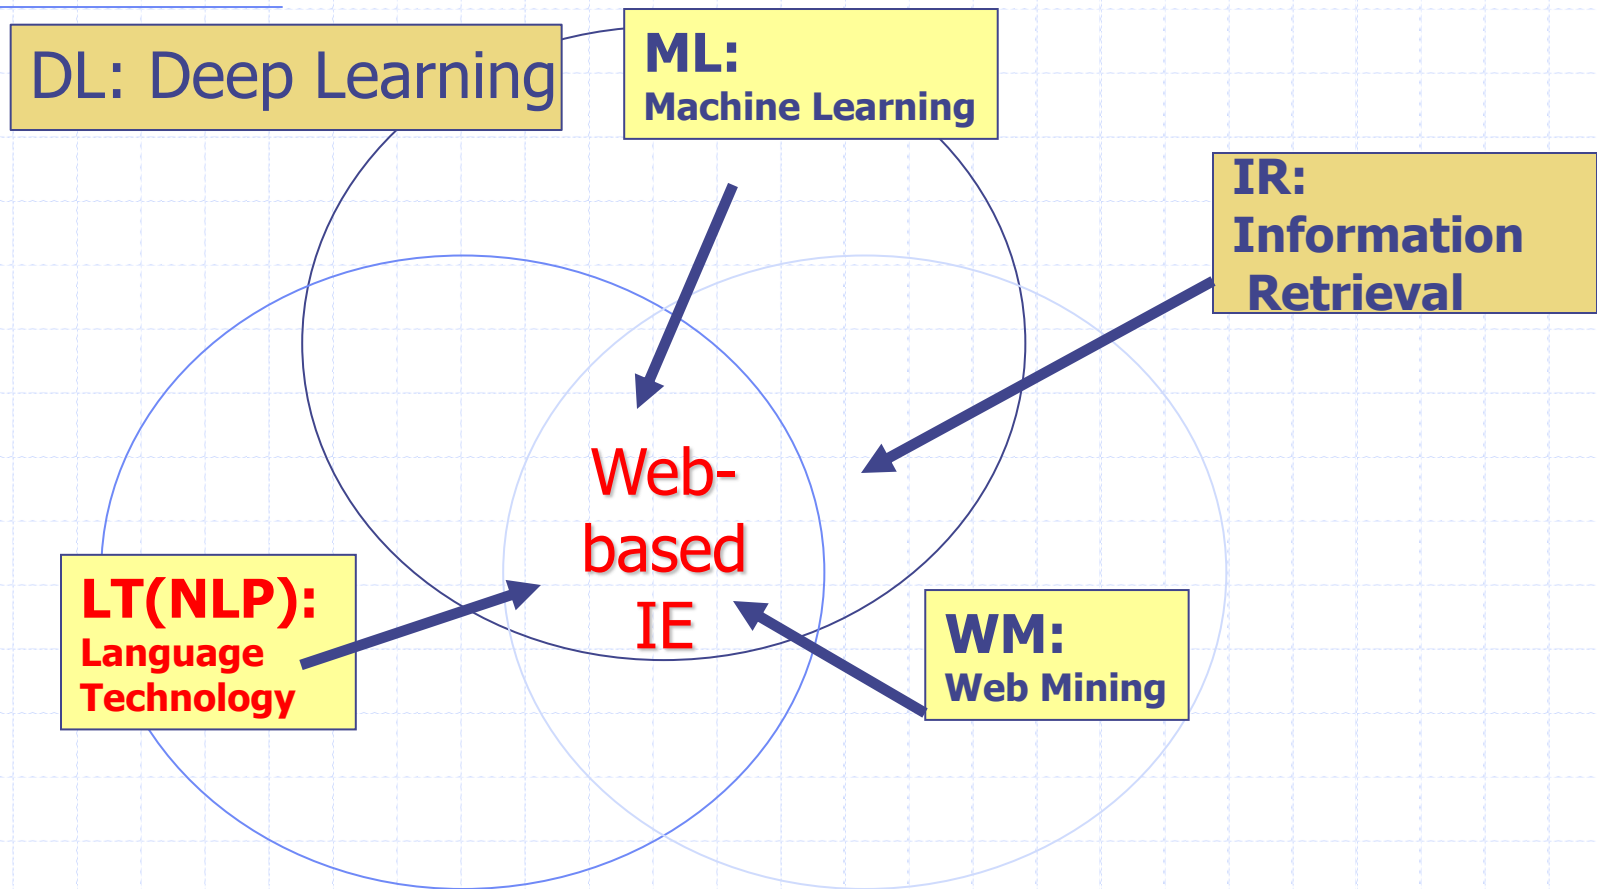 DL: Deep Learning
ML:
Machine Learning
IR:
Information
Retrieval
Web-
based
IE
LT(NLP):
Language
Technology
WM:
Web Mining